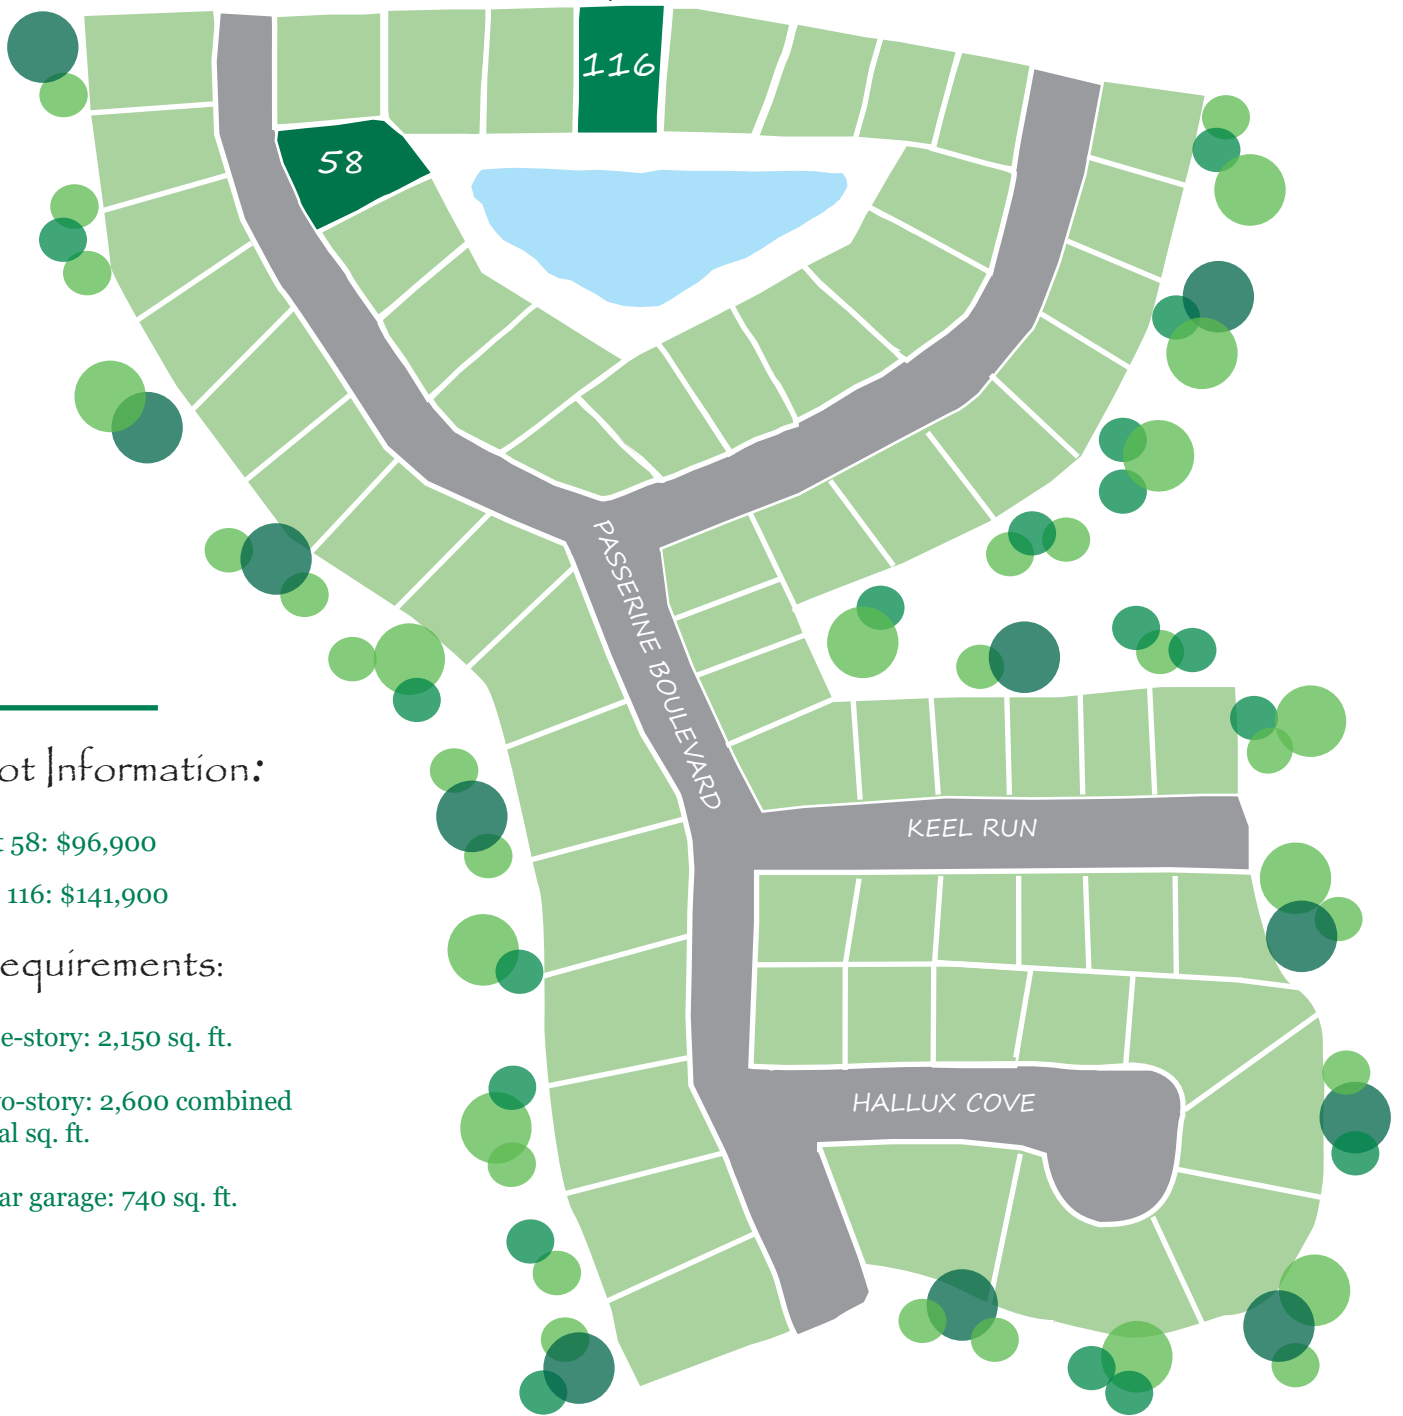 116
58
PASSERINE BOULEVARD
ot Information:
58: $96,900
116: $141,900
KEEL RUN
equirements:
e-story: 2,150 sq. ft.
o-story: 2,600 combined
al sq. ft.
HALLUX COVE
ar garage: 740 sq. ft.